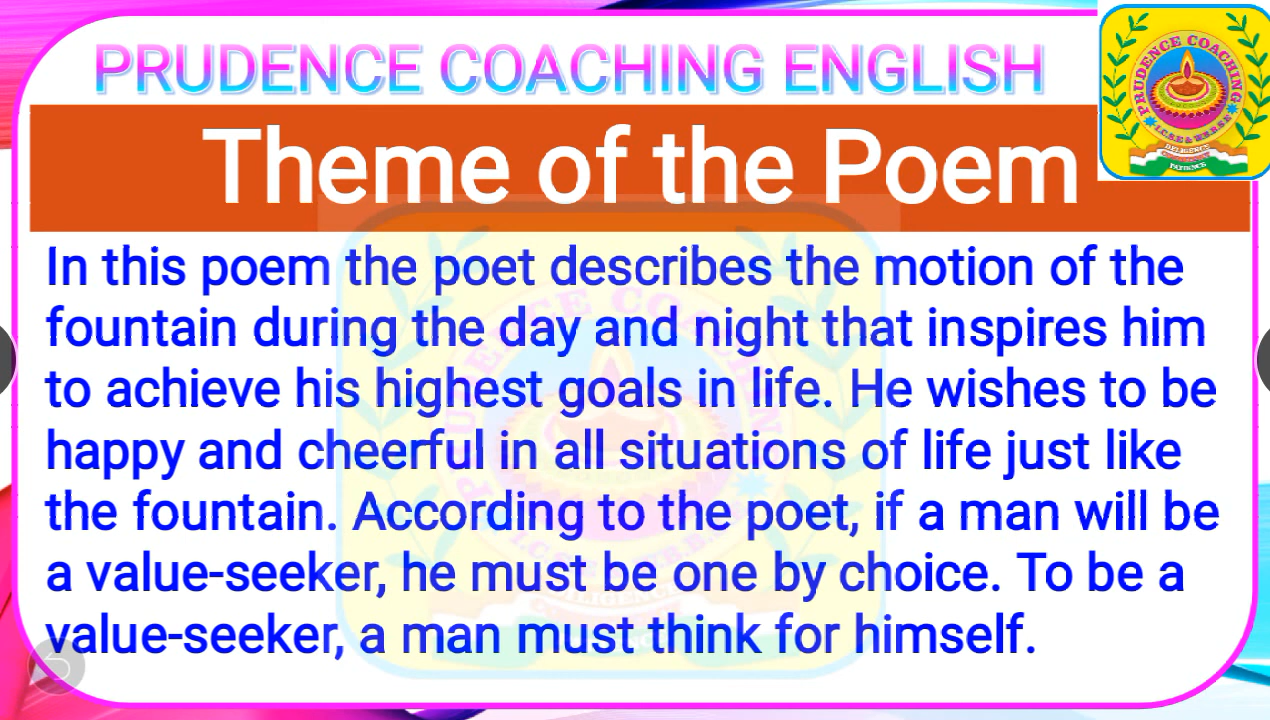 PRUDENCE COACHING ENGLISH
Theme of the Poem
PRUDENCE COACHING
I.C.S.E & W.B.B.S.E
DILIGENCE
PATIENCE
In this poem the poet describes the motion of the
fountain during the day and night that inspires him
to achieve his highest goals in life. He wishes to be
happy and cheerful in all situations of life just like
the fountain. According to the poet, if a man will be
a value-seeker, he must be one by choice. To be a
value-seeker, a man must think for himself.